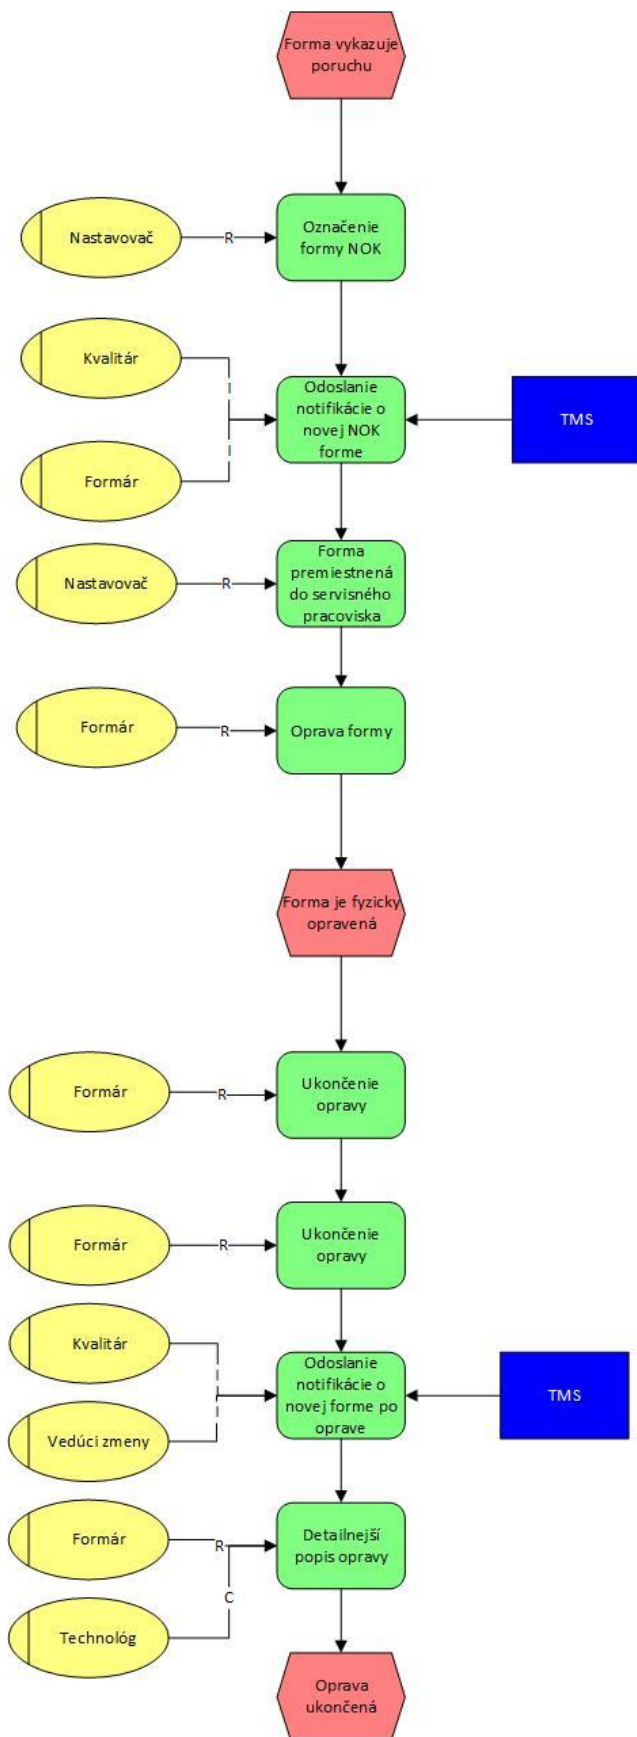 Forma vykazuje
poruchu
Nastavovač
R
Označenie
formy NOK
Kvalitár
Formár
Odoslanie
notifikácie o
novej NOK
forme
TMS
Nastavovač
R
Forma
premiestnená
do servisného
pracoviska
Formár
R
Oprava formy
Forma je fyzicky
opravená
Formár
R
Ukončenie
opravy
Formár
R
Ukončenie
opravy
Kvalitár
Vedúci zmeny
Odoslanie
notifikácie o
novej forme po
oprave
TMS
Formár
R
Technológ
C
Detailnejší
popis opravy
Oprava
ukončená